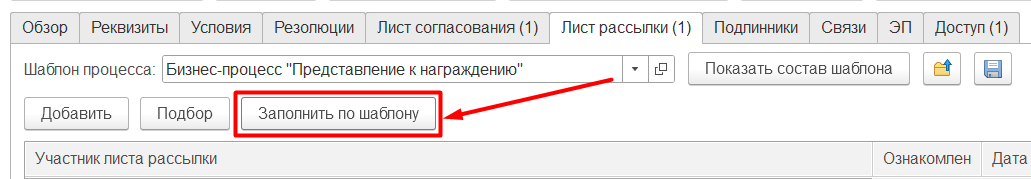 Обзор Реквизиты Условия Резолюции Лист согласования (1) Лист рассылки (1) Подлинники Связи ЭП Доступ (1)
Шаблон процесса: Бизнес-процесс "Представление к награждению" Показать состав шаблона
Добавить Подбор Заполнить по шаблону
Участник листа рассылки Ознакомлен Дата